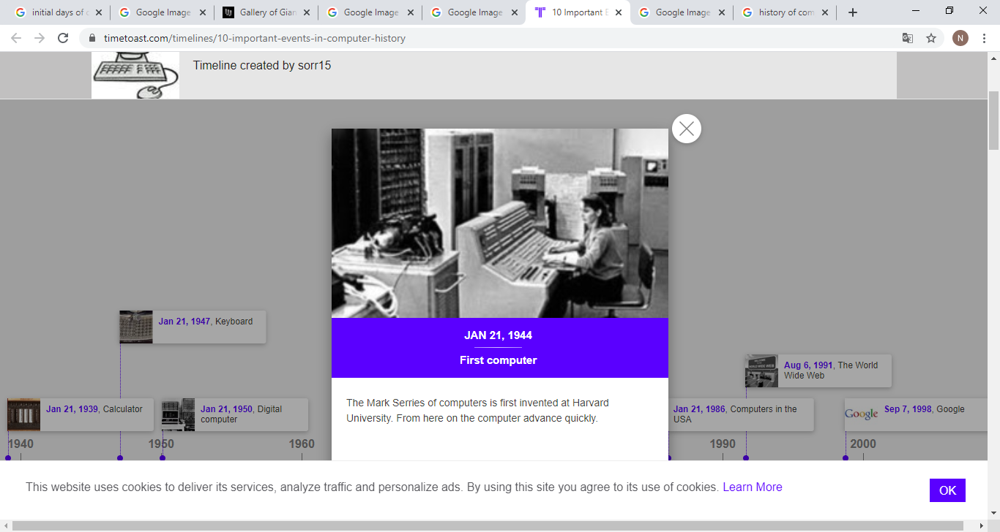 initial days of c
Google Image
Gallery of Gian
Google Image
Google Image
10 Important E
Google Image
history of com
timetoast.com/timelines/10-important-events-in-computer-history
N
Timeline created by sorr15
JAN 21, 1944
First computer
The Mark Serries of computers is first invented at Harvard
University. From here on the computer advance quickly.
Jan 21, 1947, Keyboard
Aug 6, 1991, The World
Wide Web
Jan 21, 1939, Calculator
Jan 21, 1950, Digital
computer
Jan 21, 1986, Computers in the
USA
Google
Sep 7, 1998, Google
1940
1950
1960
1990
2000
This website uses cookies to deliver its services, analyze traffic and personalize ads. By using this site you agree to its use of cookies. Learn More
OK